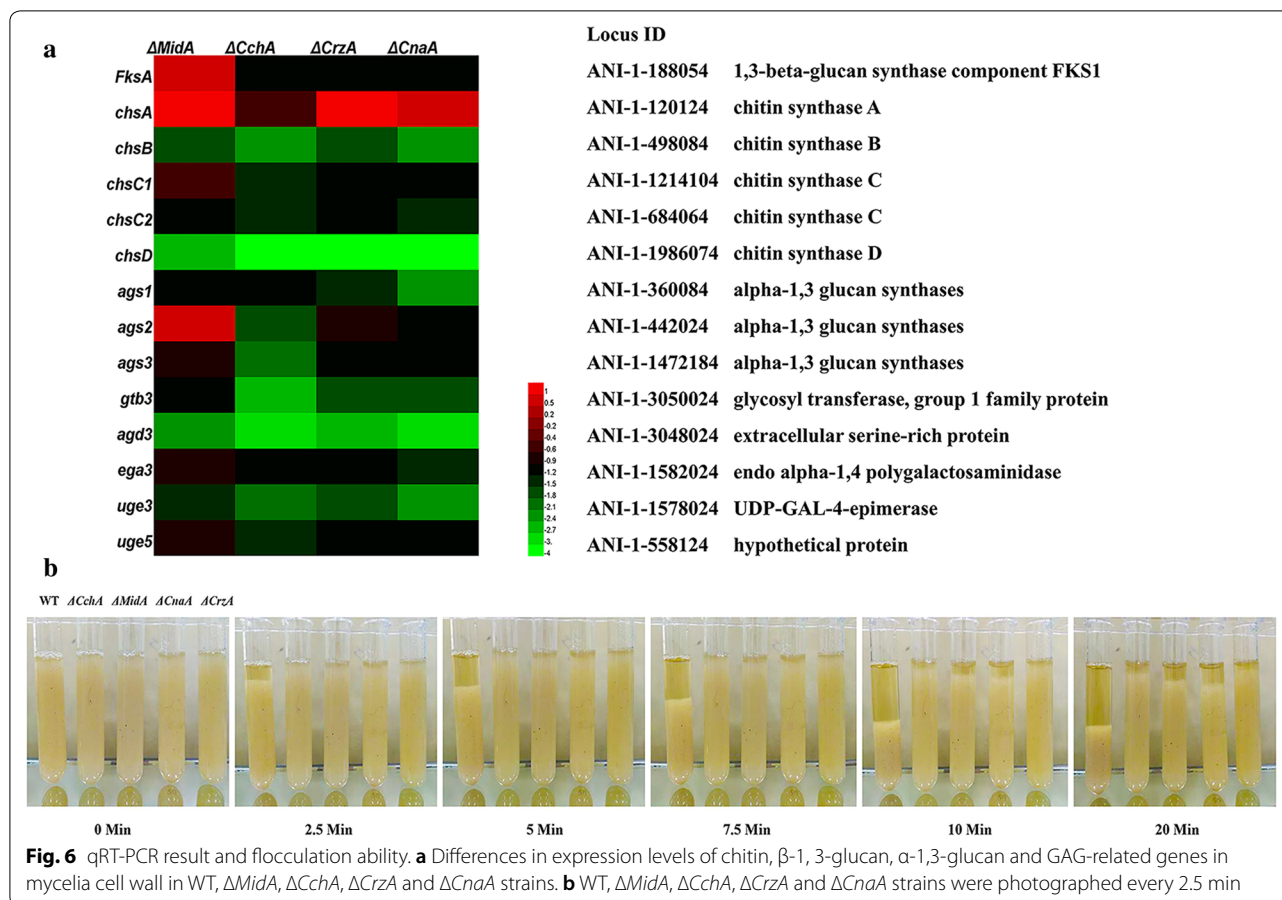 a
ΔMidA ΔCchA ΔCrzA ΔCnaA
Locus ID
FksA ANI-1-188054 1,3-beta-glucan synthase component FKS1
chsA ANI-1-120124 chitin synthase A
chsB ANI-1-498084 chitin synthase B
chsC1 ANI-1-1214104 chitin synthase C
chsC2 ANI-1-684064 chitin synthase C
chsD ANI-1-1986074 chitin synthase D
ags1 ANI-1-360084 alpha-1,3 glucan synthases
ags2 ANI-1-442024 alpha-1,3 glucan synthases
ags3 ANI-1-1472184 alpha-1,3 glucan synthases
gtb3 ANI-1-3050024 glycosyl transferase, group 1 family protein
agd3 ANI-1-3048024 extracellular serine-rich protein
ega3 ANI-1-1582024 endo alpha-1,4 polygalactosaminidase
uge3 ANI-1-1578024 UDP-GAL-4-epimerase
uge5 ANI-1-558124 hypothetical protein
1
0.5
0.2
-0.2
-0.4
-0.6
-0.9
-1.2
-1.5
-1.8
-2.1
-2.4
-2.7
-3.
-4
b
WT ΔCchA ΔMidA ΔCnaA ΔCrzA
0 Min 2.5 Min 5 Min 7.5 Min 10 Min 20 Min
Fig. 6 qRT-PCR result and flocculation ability. a Differences in expression levels of chitin, β-1, 3-glucan, α-1,3-glucan and GAG-related genes in
mycelia cell wall in WT, ΔMidA, ΔCchA, ΔCrzA and ΔCnaA strains. b WT, ΔMidA, ΔCchA, ΔCrzA and ΔCnaA strains were photographed every 2.5 min